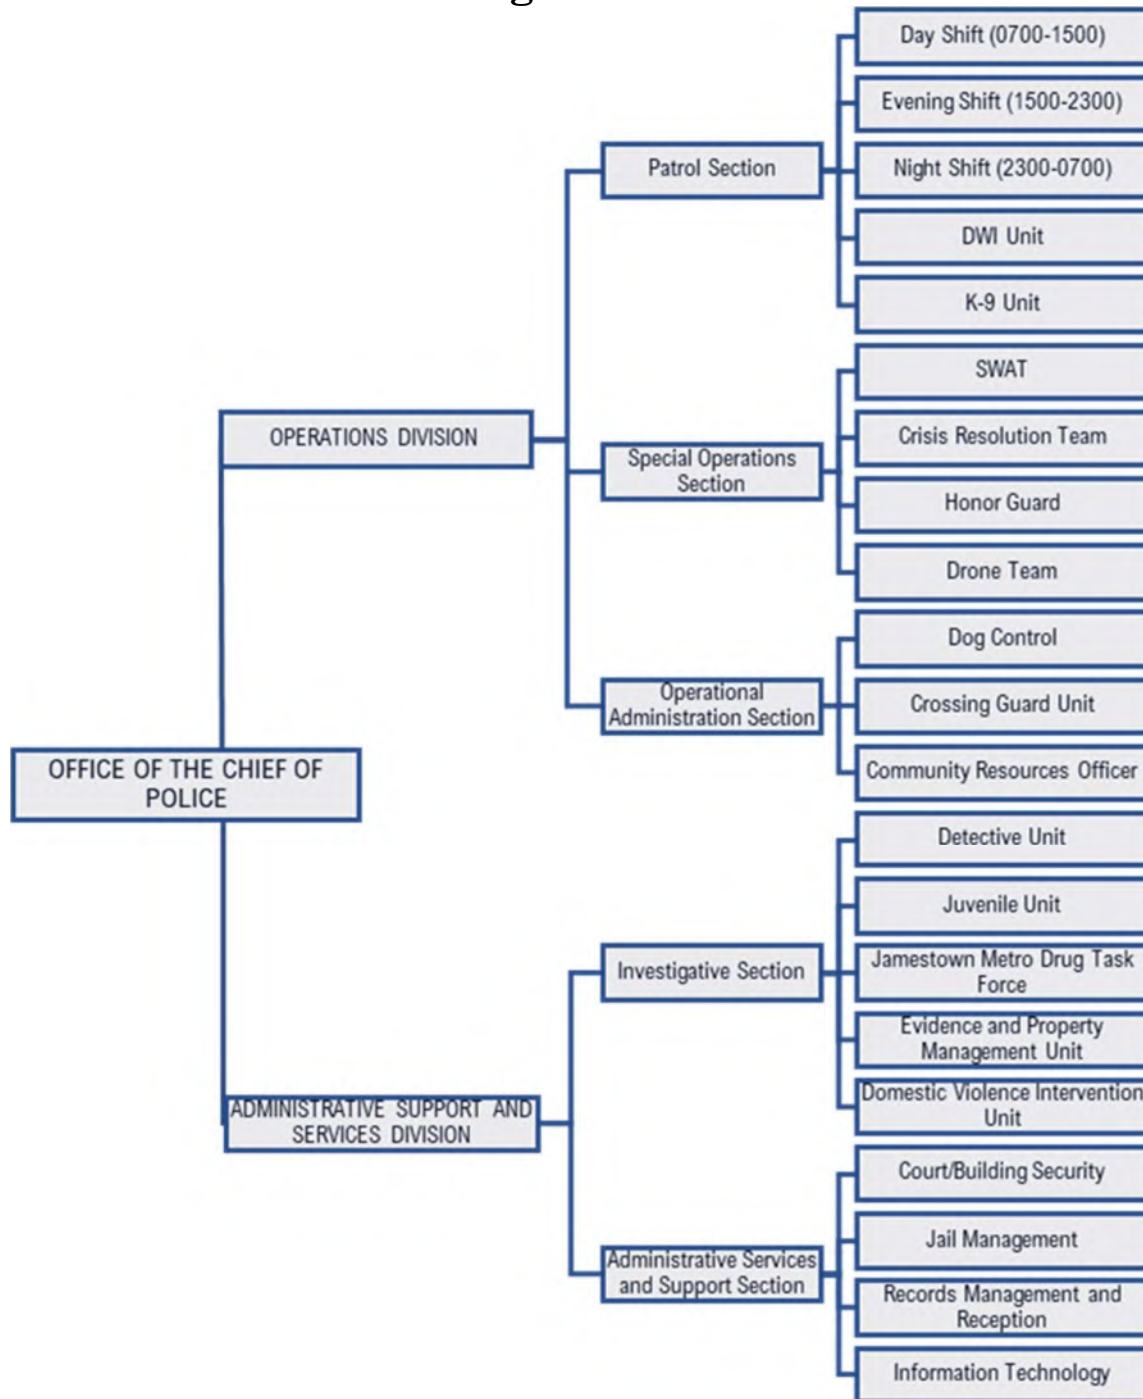 OFFICE OF THE CHIEF OF
POLICE
OPERATIONS DIVISION
Patrol Section
Day Shift (0700-1500)
Evening Shift (1500-2300)
Night Shift (2300-0700)
DWI Unit
K-9 Unit
Special Operations
Section
SWAT
Crisis Resolution Team
Honor Guard
Drone Team
Operational
Administration Section
Dog Control
Crossing Guard Unit
Community Resources Officer
ADMINISTRATIVE SUPPORT AND
SERVICES DIVISION
Investigative Section
Detective Unit
Juvenile Unit
Jamestown Metro Drug Task
Force
Evidence and Property
Management Unit
Domestic Violence Intervention
Unit
Administrative Services
and Support Section
Court/Building Security
Jail Management
Records Management and
Reception
Information Technology